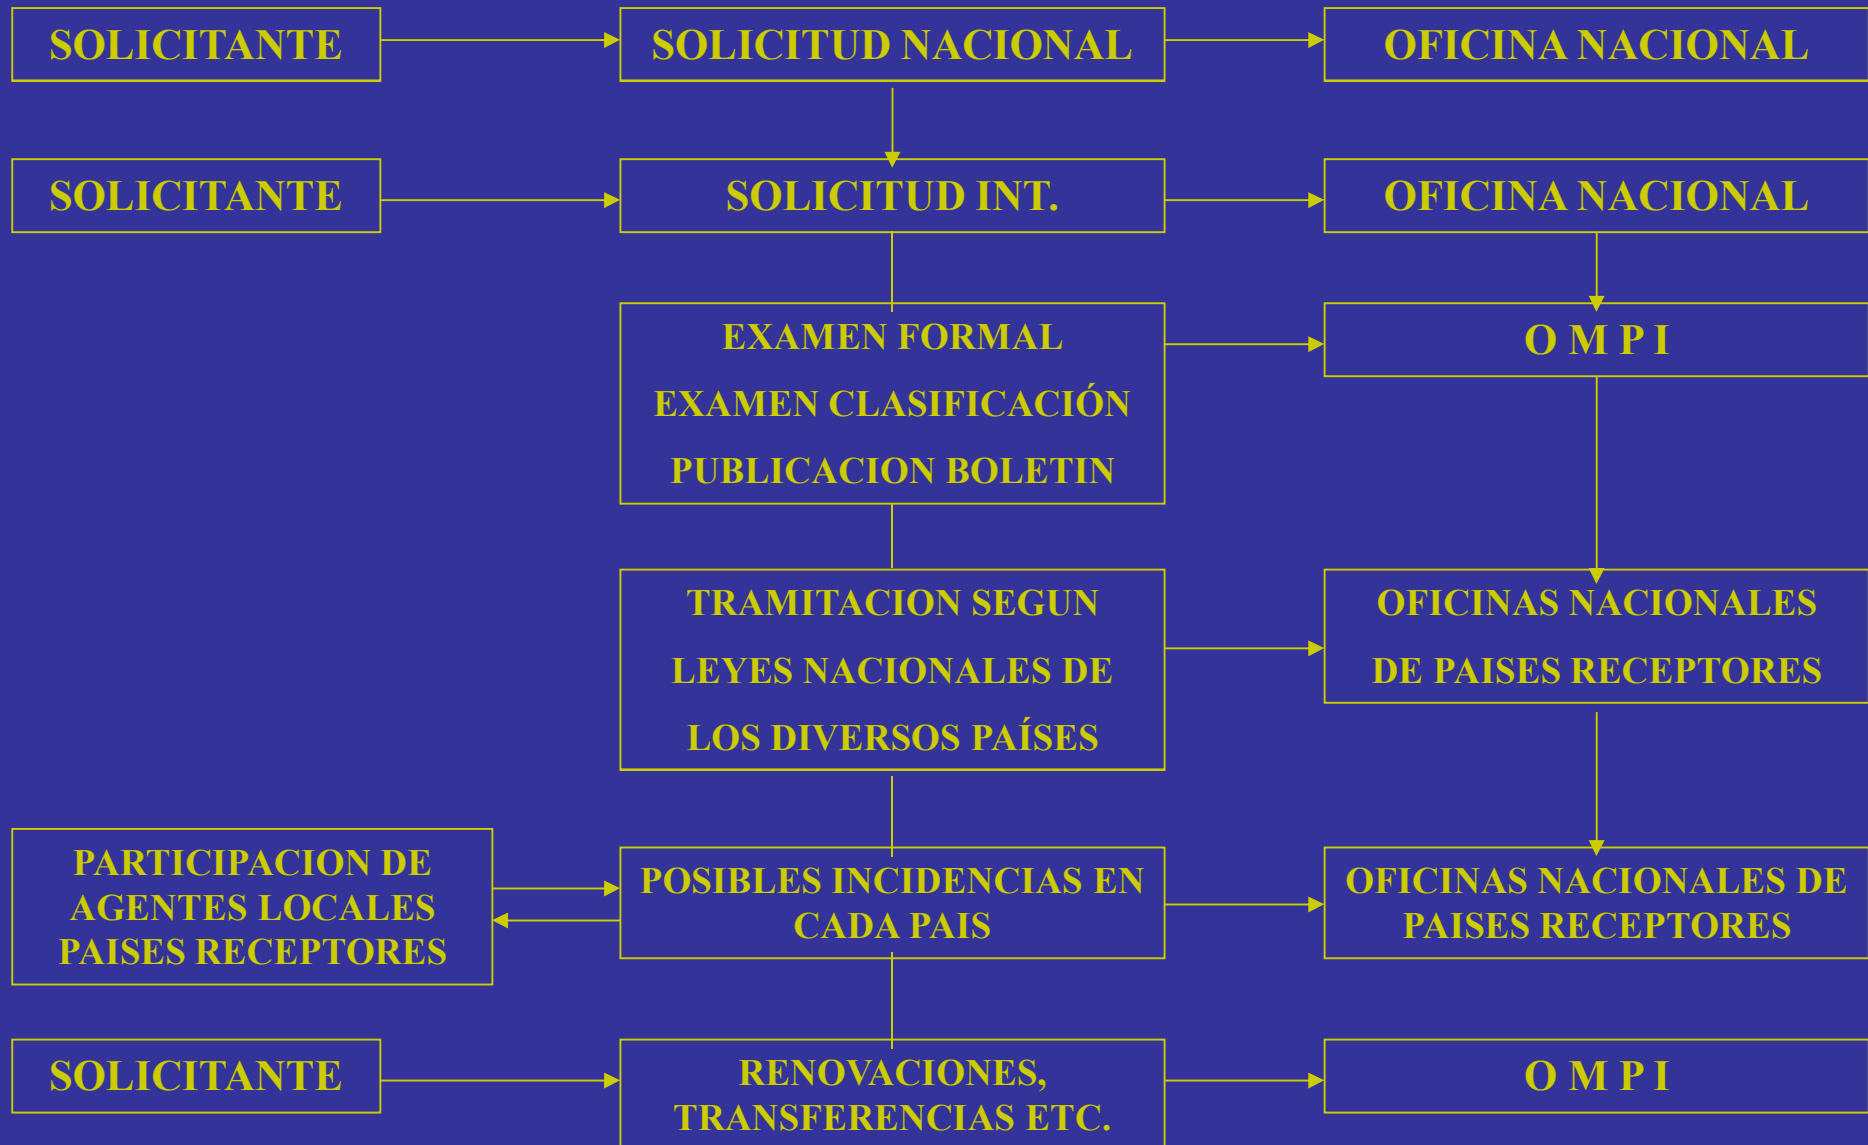 SOLICITANTE
SOLICITUD NACIONAL
OFICINA NACIONAL
SOLICITANTE
SOLICITUD INT.
OFICINA NACIONAL
EXAMEN FORMAL
EXAMEN CLASIFICACIÓN
PUBLICACION BOLETIN
O M P I
TRAMITACION SEGUN
LEYES NACIONALES DE
LOS DIVERSOS PAÍSES
OFICINAS NACIONALES
DE PAISES RECEPTORES
PARTICIPACION DE
AGENTES LOCALES
PAISES RECEPTORES
POSIBLES INCIDENCIAS EN
CADA PAIS
OFICINAS NACIONALES DE
PAISES RECEPTORES
SOLICITANTE
RENOVACIONES,
TRANSFERENCIAS ETC.
O M P I